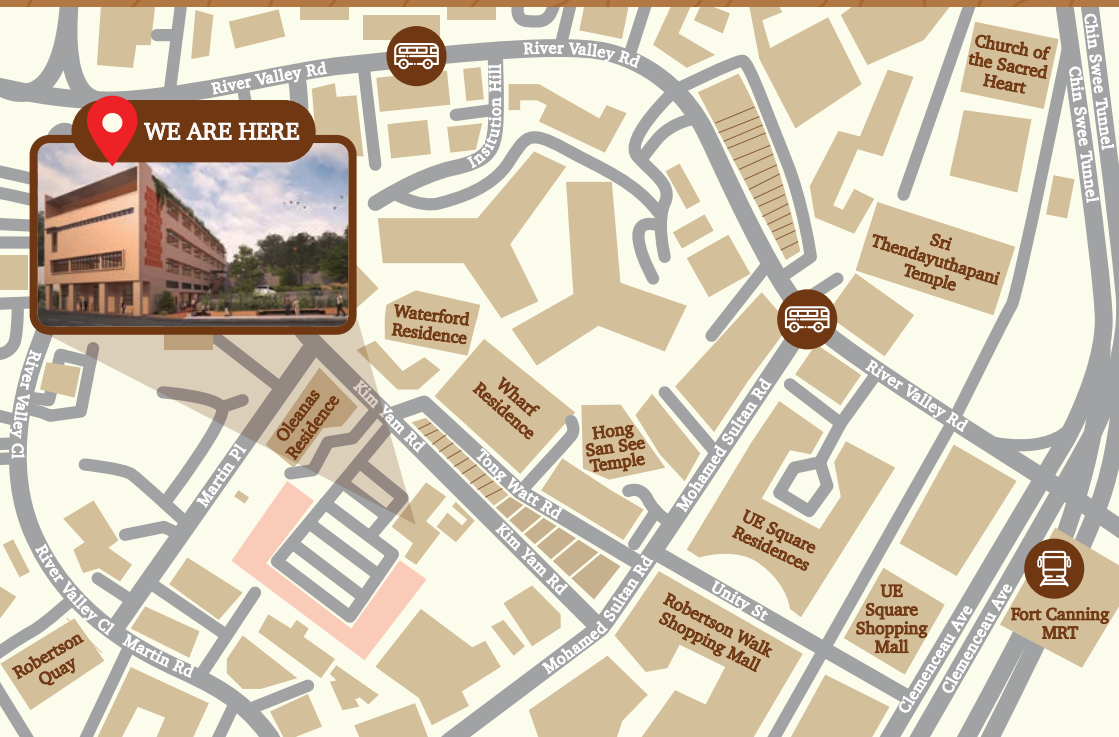 River Valley Rd
River Valley Rd
Chin Swee Tunnel
Chin Swee Tunnel
Church of
the Sacred
Heart
Insitution Hill
WE ARE HERE
Sri
Thendayuthapani
Temple
Waterford
Residence
River Valley Cl
Oleanas
Residence
Kim Yam Rd
Wharf
Residence
Hong
San See
Temple
Mohamed Sultan Rd
River Valley Rd
Martin Pl
Tong Watt Rd
Kim Yam Rd
UE Square
Residences
River Valley Cl
Mohamed Sultan Rd
Unity St
Robertson Walk
Shopping Mall
UE
Square
Shopping
Mall
Fort Canning
MRT
Clemenceau Ave
Clemenceau Ave
Robertson
Quay
Martin Rd